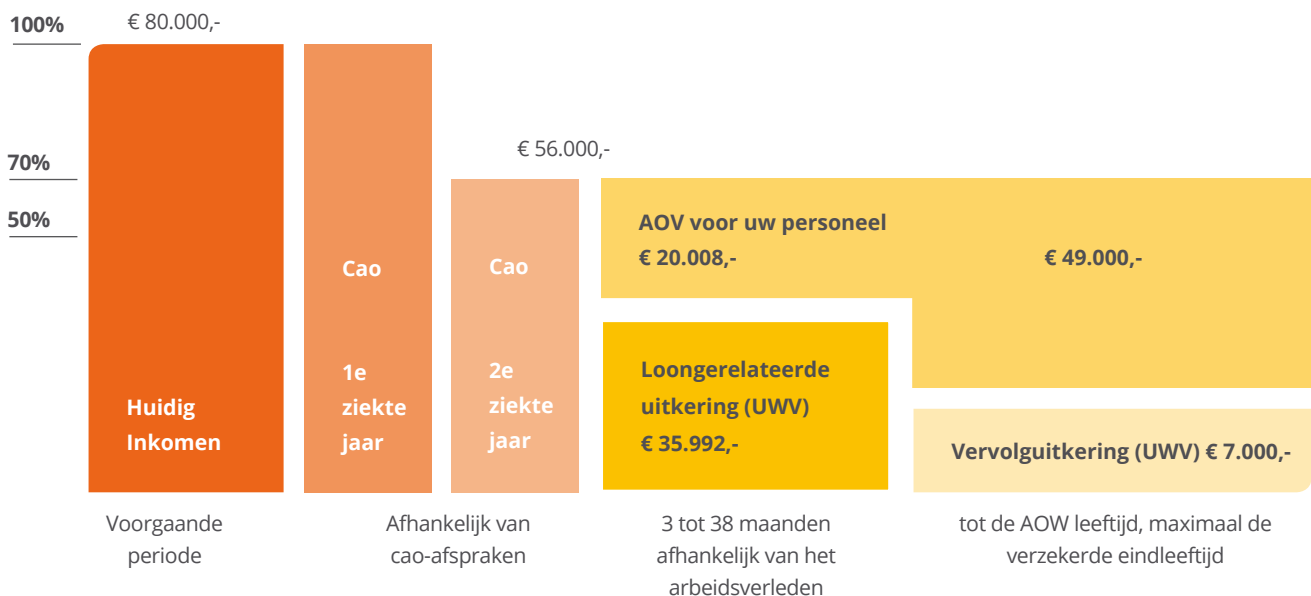 100%
€ 80.000,-
70%
€ 56.000,-
50%
AOV voor uw personeel
€ 20.008,-
€ 49.000,-
Huidig
Inkomen
Cao
1e
ziekte
jaar
Cao
2e
ziekte
jaar
Loongerelateerde
uitkering (UWV)
€ 35.992,-
Vervolguitkering (UWV) € 7.000,-
Voorgaande
periode
Afhankelijk van
cao-afspraken
3 tot 38 maanden
afhankelijk van het
arbeidsverleden
tot de AOW leeftijd, maximaal de
verzekerde eindleeftijd